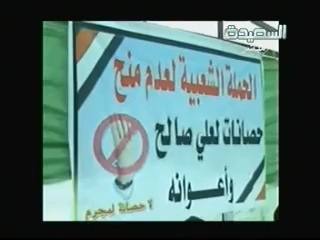 السعيدة
الحملة الشعبية لعدم منح
حصانات لعلي صالح
وأعوانه
لا حصانة لمجرم